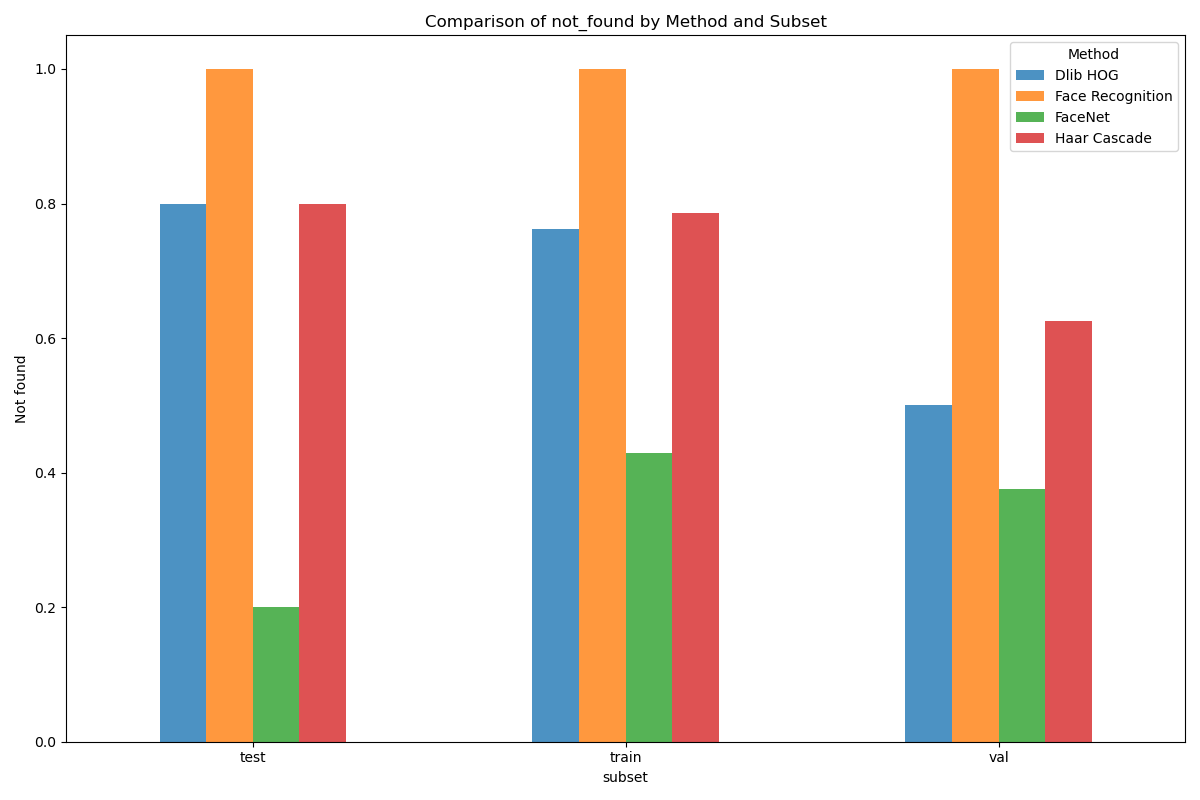 Comparison of not_found by Method and Subset
Method
Dlib HOG
Face Recognition
FaceNet
Haar Cascade
Not found
1.0
0.8
0.6
0.4
0.2
0.0
test train val
subset